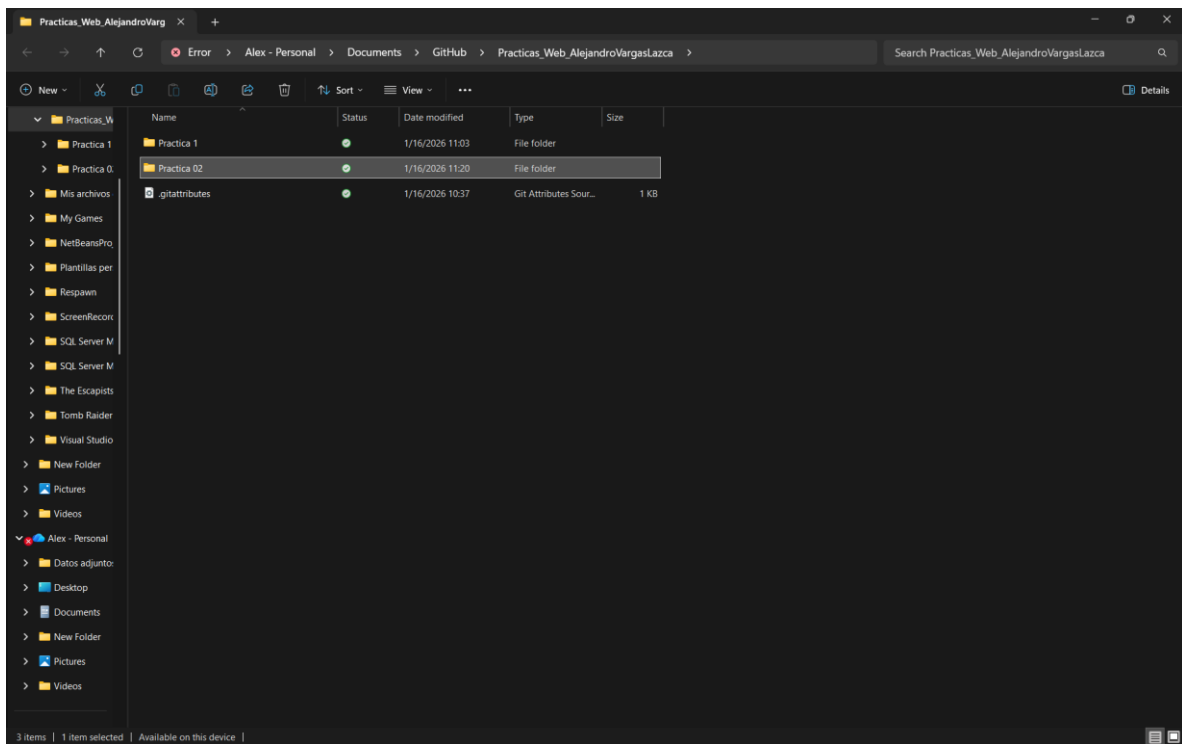 Practicas_Web_AlejandroVarg
Error > Alex - Personal > Documents > GitHub > Practicas_Web_AlejandroVargasLazca >
Search Practicas_Web_AlejandroVargasLazca
New
Sort
View
Details
Name Status Date modified Type Size
Practica 1 1/16/2026 11:03 File folder
Practica 02 1/16/2026 11:20 File folder
.gitattributes 1/16/2026 10:37 Git Attributes Sour... 1 KB
Practicas_W
Practica 1
Practica 0
Mis archivos
My Games
NetBeansPro
Plantillas per
Respawn
ScreenRecorc
SQL Server M
SQL Server M
The Escapists
Tomb Raider
Visual Studio
New Folder
Pictures
Videos
Alex - Personal
Datos adjuntos
Desktop
Documents
New Folder
Pictures
Videos
3 items | 1 item selected | Available on this device |